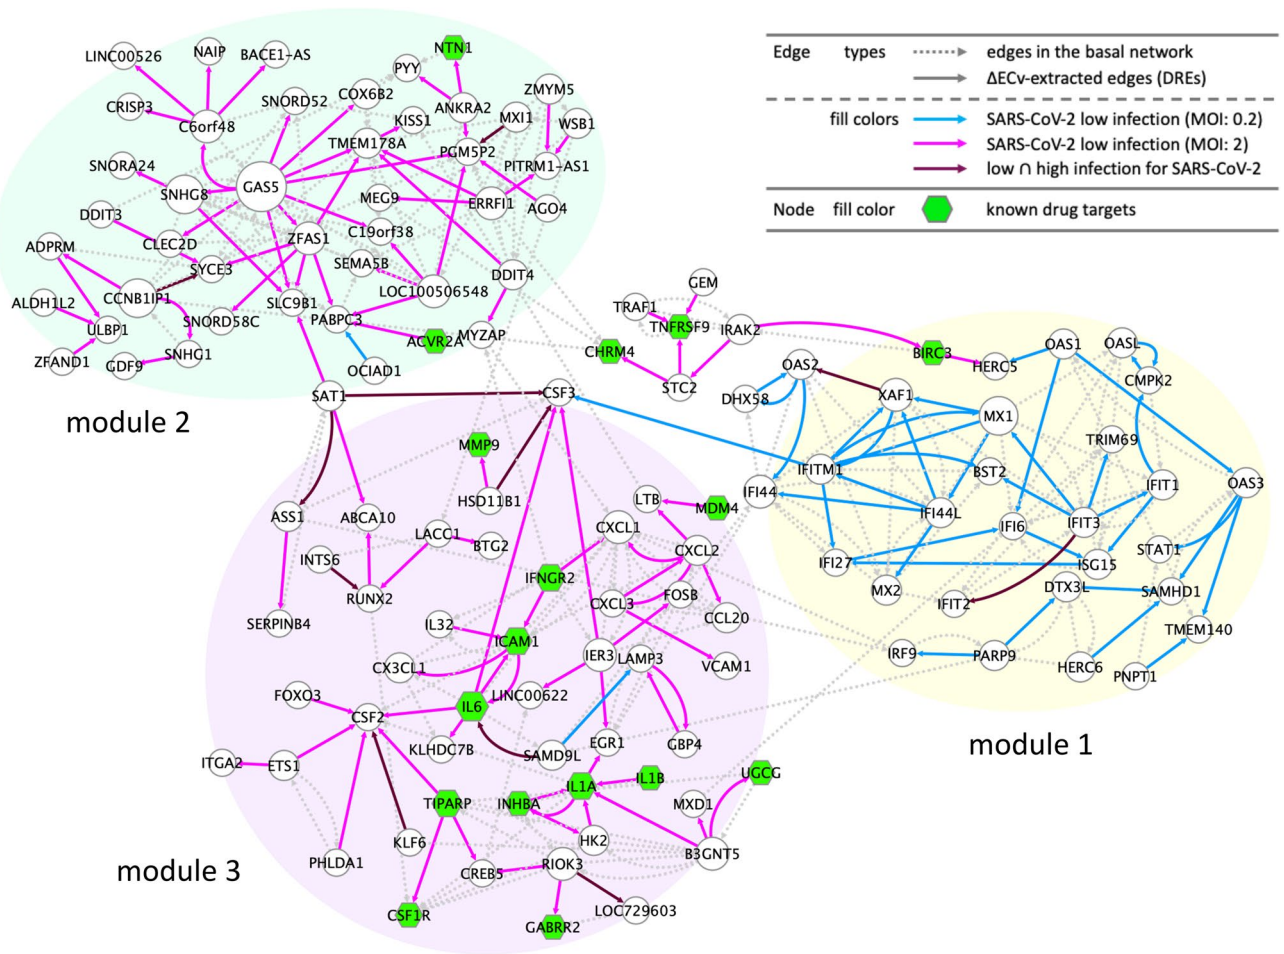 Edge types edges in the basal network
ΔECv-extracted edges (DREs)
fill colors SARS-CoV-2 low infection (MOI: 0.2)
SARS-CoV-2 low infection (MOI: 2)
low ∩ high infection for SARS-CoV-2
Node fill color known drug targets
LINC00526
NAIP
BACE1-AS
NTN1
PYY
CRISP3
C6orf48
SNORD52
COX6B2
ANKRA2
ZMYM5
KISS1
MXI1
WSB1
TMEM178A
PGM5P2
PITRM1-AS1
SNORA24
SNHG8
GAS5
MEG9
ERRFI1
AGO4
DDIT3
ADPRM
CLEC2D
ZFAS1
C19orf38
SYCE3
SEMA5B
DDIT4
CCNB1IP1
LOC100506548
ALDH1L2
ULBP1
SNORD58C
SLC9B1
PABPC3
ACVR2A
MYZAP
ZFAND1
GDF9
SNHG1
OCIAD1
SAT1
module 2
GEM
TRAF1
TNFRSF9
IRAK2
CHRM4
STC2
BIRC3
HERC5
OAS1
OASL
CMPK2
OAS2
DHX58
XAF1
MX1
TRIM69
IFITM1
BST2
IFI44
IFI44L
IFI6
IFIT3
IFIT1
OAS3
IFI27
MX2
IFIT2
ISG15
STAT1
DTX3L
SAMHD1
TMEM140
IRF9
PARP9
HERC6
PNPT1
module 1
CSF3
MMP9
HSD11B1
ASS1
ABCA10
LACC1
BTG2
INTS6
RUNX2
SERPINB4
LTB
MDM4
CXCL1
CXCL2
IFNGR2
CXCL3
FOSB
CCL20
IL32
ICAM1
IER3
LAMP3
VCAM1
CX3CL1
LINC00622
FOXO3
IL6
CSF2
KLHDC7B
SAMD9L
EGR1
GBP4
ITGA2
ETS1
IL1A
IL1B
UGCG
TIPARP
INHBA
MXD1
HK2
KLF6
PHLDA1
B3GNT5
CREB5
RIOK3
CSF1R
LOC729603
GABRR2
module 3